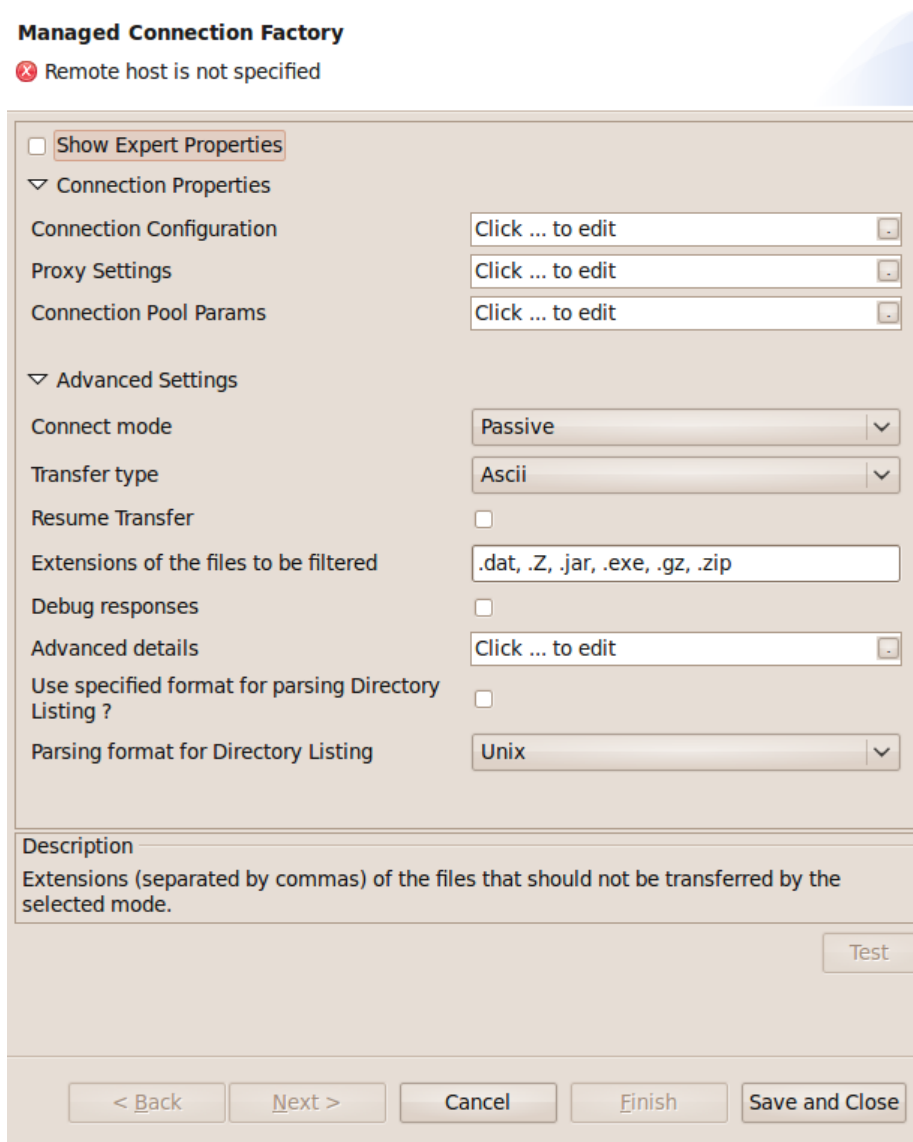 Managed Connection Factory
Remote host is not specified
Show Expert Properties
Connection Properties
Connection Configuration Click ... to edit .
Proxy Settings Click ... to edit .
Connection Pool Params Click ... to edit .
Advanced Settings
Connect mode Passive
Transfer type Ascii
Resume Transfer
Extensions of the files to be filtered .dat, .Z, .jar, .exe, .gz, .zip
Debug responses
Advanced details Click ... to edit .
Use specified format for parsing Directory
Listing ?
Parsing format for Directory Listing Unix
Description
Extensions (separated by commas) of the files that should not be transferred by the
selected mode.
Test
< Back Next > Cancel Finish Save and Close